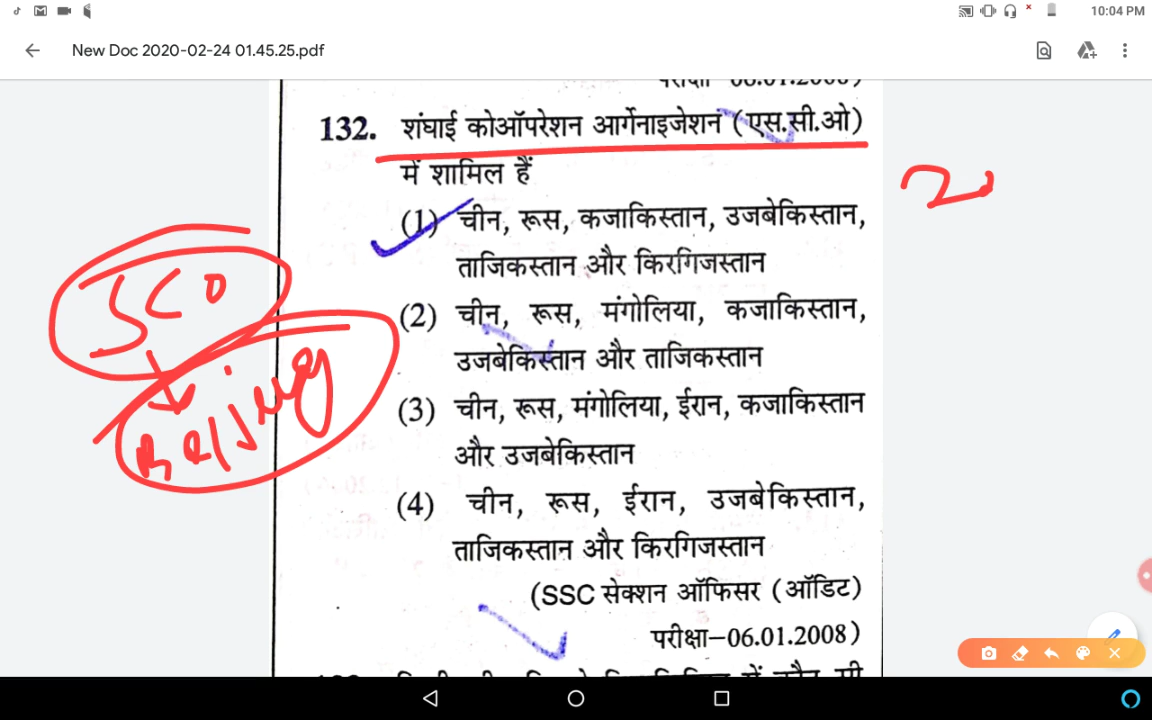 10:04 PM
New Doc 2020-02-24 01.45.25.pdf
132. शंघाई कोऑपरेशन आर्गेनाइजेशन (एस.सी.ओ)
में शामिल हैं
(1) चीन, रूस, कजाकिस्तान, उजबेकिस्तान,
ताजिकस्तान और किरगिजस्तान
(2) चीन, रूस, मंगोलिया, कजाकिस्तान,
उजबेकिस्तान और ताजिकस्तान
(3) चीन, रूस, मंगोलिया, ईरान, कजाकिस्तान
और उजबेकिस्तान
(4) चीन, रूस, ईरान, उजबेकिस्तान,
ताजिकस्तान और किरगिजस्तान
(SSC सेक्शन ऑफिसर (ऑडिट)
परीक्षा–06.01.2008)
SCO
Beijing